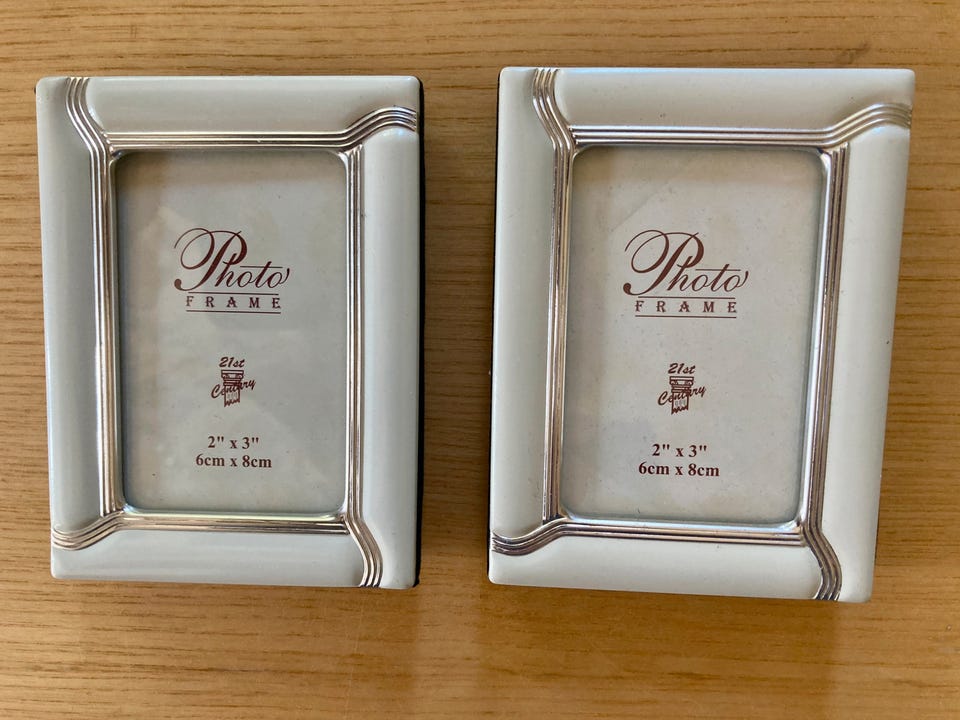 Photo
FRAME
21st
Century
2" x 3"
6cm x 8cm
Photo
FRAME
21st
Century
2" x 3"
6cm x 8cm